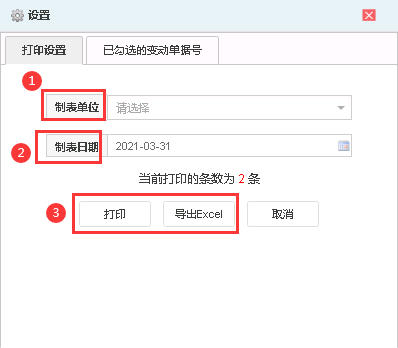 设置
打印设置 已勾选的变动单据号
1
制表单位 请选择
2 制表日期 2021-03-31
当前打印的条数为 2 条
3 打印 导出Excel 取消